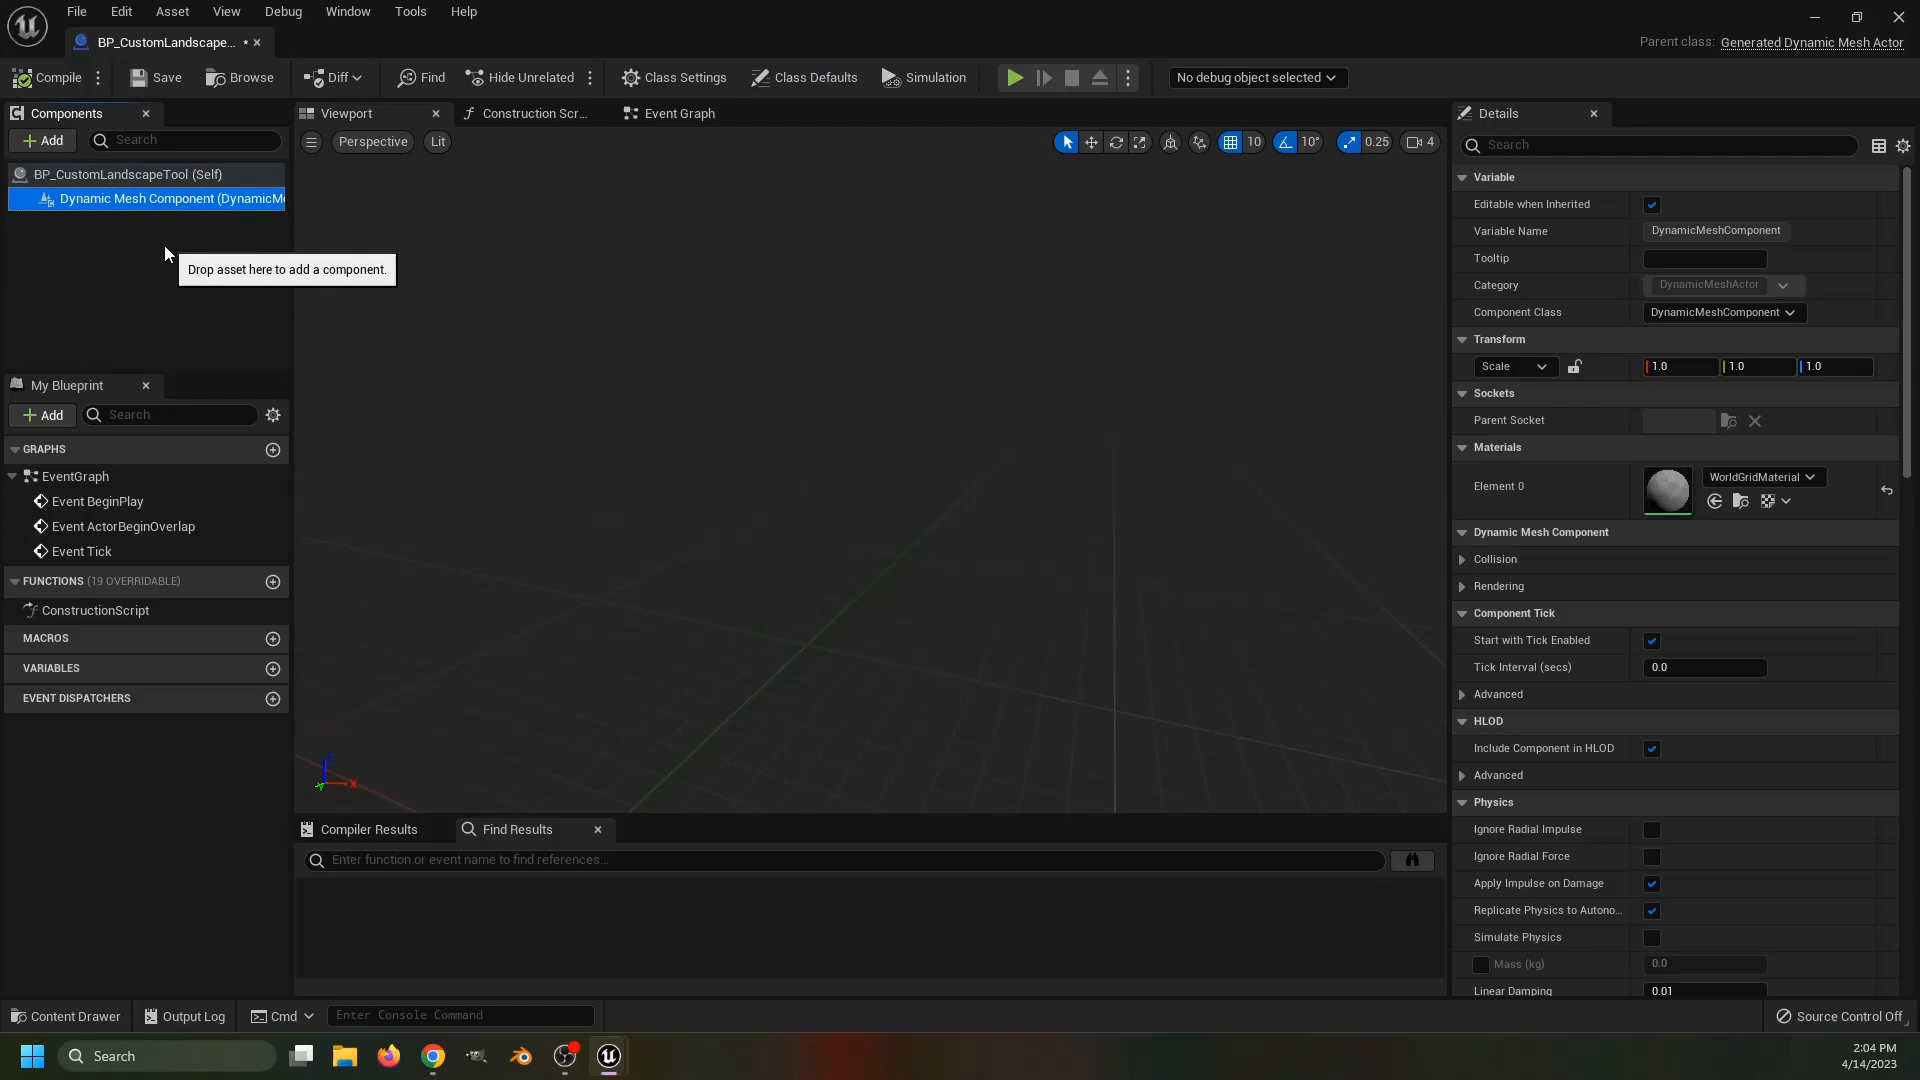 File Edit Asset View Debug Window Tools Help
BP_CustomLandscape... *
Parent class: Generated Dynamic Mesh Actor
Compile Save Browse Diff Find Hide Unrelated Class Settings Class Defaults Simulation No debug object selected
Components
Add Search
BP_CustomLandscapeTool (Self)
Dynamic Mesh Component (DynamicMe
Drop asset here to add a component.
My Blueprint
Add Search
GRAPHS
EventGraph
Event BeginPlay
Event ActorBeginOverlap
Event Tick
FUNCTIONS (19 OVERRIDABLE)
ConstructionScript
MACROS
VARIABLES
EVENT DISPATCHERS
Viewport Construction Scr... Event Graph
Perspective Lit 10 10° 0.25 4
Z
X
Y
Compiler Results Find Results
Enter function or event name to find references...
Details
Search
Variable
Editable when Inherited
Variable Name DynamicMeshComponent
Tooltip
Category DynamicMeshActor
Component Class DynamicMeshComponent
Transform
Scale 1.0 1.0 1.0
Sockets
Parent Socket
Materials
Element 0 WorldGridMaterial
Dynamic Mesh Component
Collision
Rendering
Component Tick
Start with Tick Enabled
Tick Interval (secs) 0.0
Advanced
HLOD
Include Component in HLOD
Advanced
Physics
Ignore Radial Impulse
Ignore Radial Force
Apply Impulse on Damage
Replicate Physics to Autono...
Simulate Physics
Mass (kg) 0.0
Linear Damping 0.01
Content Drawer Output Log Cmd Enter Console Command Source Control Off
Search
2:04 PM
4/14/2023